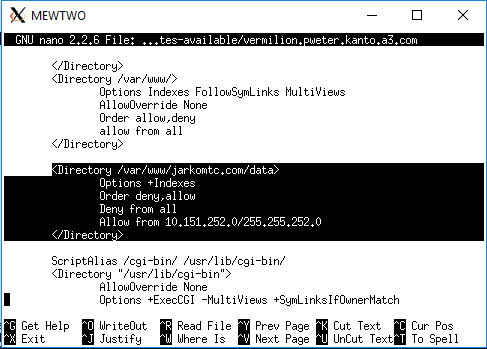 MEWTWO
GNU nano 2.2.6 File: ...tes-available/vermilion.pweter.kanto.a3.com
</Directory>
<Directory /var/www/>
Options Indexes FollowSymLinks MultiViews
AllowOverride None
Order allow,deny
allow from all
</Directory>
<Directory /var/www/jarkomtc.com/data>
Options +Indexes
Order deny,allow
Deny from all
Allow from 10.151.252.0/255.255.252.0
</Directory>
ScriptAlias /cgi-bin/ /usr/lib/cgi-bin/
<Directory "/usr/lib/cgi-bin">
AllowOverride None
Options +ExecCGI -MultiViews +SymLinksIfOwnerMatch
^G Get Help ^O WriteOut ^R Read File ^Y Prev Page ^K Cut Text ^C Cur Pos
^X Exit ^J Justify ^W Where Is ^V Next Page ^U UnCut Text ^T To Spell